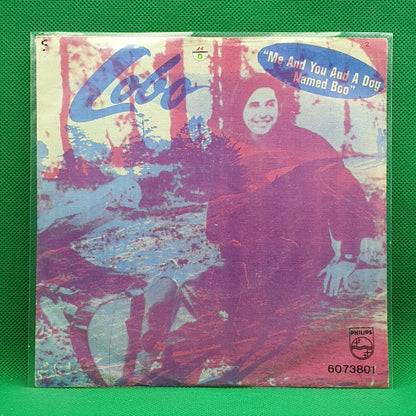 Lobo
"Me And You And A Dog
Named Boo"
PHILIPS
6073801